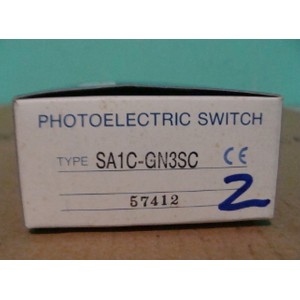 PHOTOELECTRIC SWITCH
TYPE SA1C-GN3SC CE
57412
2